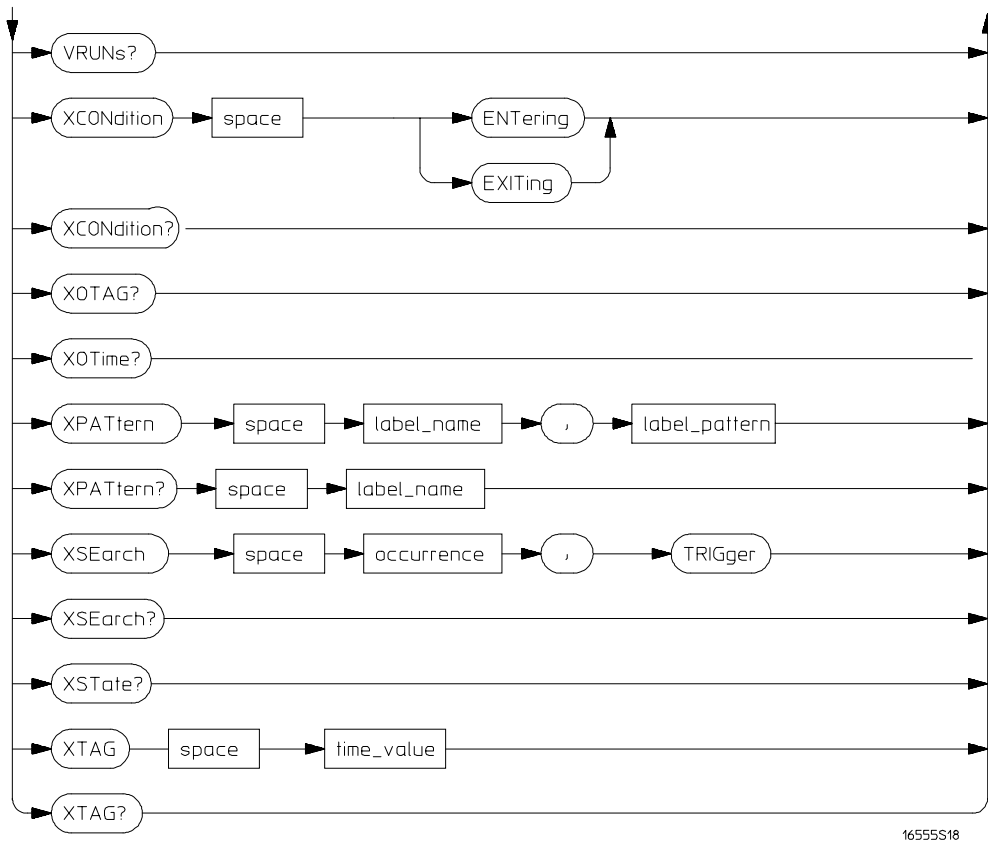 VRUNs?
XCONdition space ENTering
EXITing
XCONdition?
XOTAG?
XOTime?
XPATtern space label_name , label_pattern
XPATtern? space label_name
XSEarch space occurrence , TRIGger
XSEarch?
XSTate?
XTAG space time_value
XTAG?
16555S18